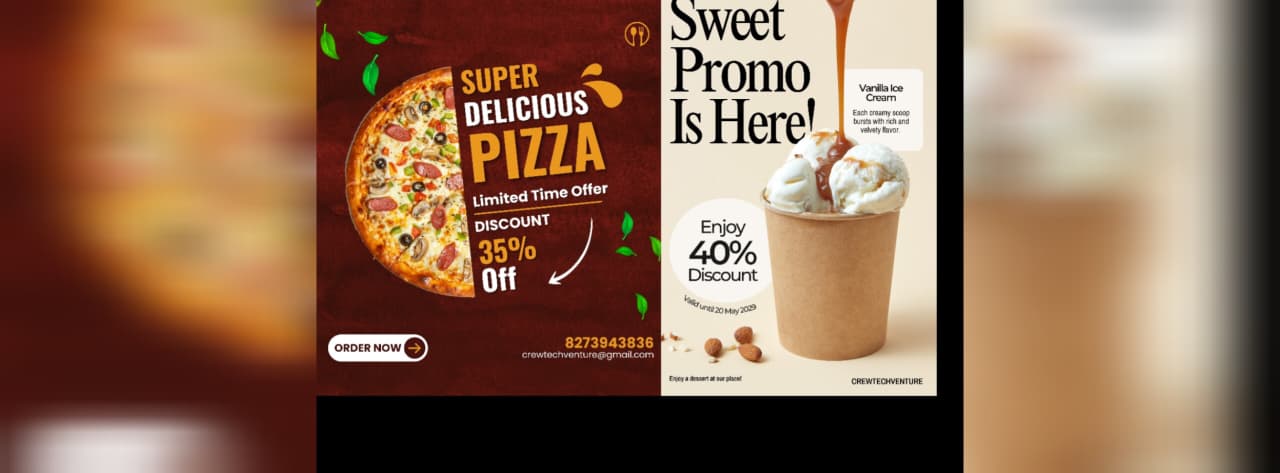 SUPER
DELICIOUS
PIZZA
Limited Time Offer
DISCOUNT
35%
Off
ORDER NOW
8273943836
crewtechventure@gmail.com
Sweet
Promo
Is Here!
Vanilla Ice
Cream
Each creamy scoop
bursts with rich and
velvety flavor.
Enjoy
40%
Discount
Valid until 20 May 2029
Enjoy a dessert at our place!
CREWTECHVENTURE